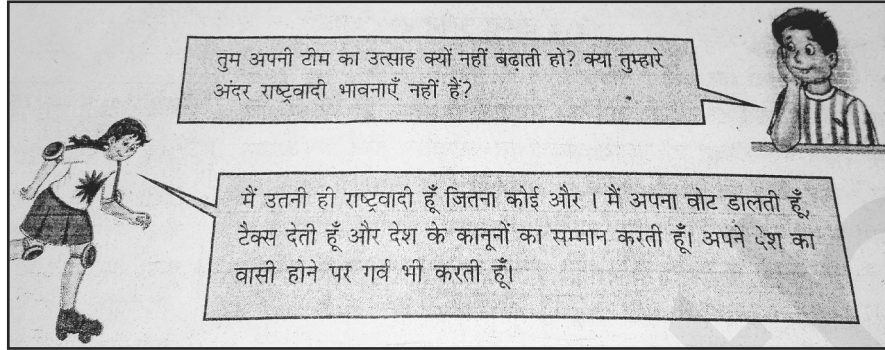 तुम अपनी टीम का उत्साह क्यों नहीं बढ़ाती हो? क्या तुम्हारे
अंदर राष्ट्रवादी भावनाएँ नहीं हैं?
मैं उतनी ही राष्ट्रवादी हूँ जितना कोई और । मैं अपना वोट डालती हूँ,
टैक्स देती हूँ और देश के कानूनों का सम्मान करती हूँ। अपने देश का
वासी होने पर गर्व भी करती हूँ।